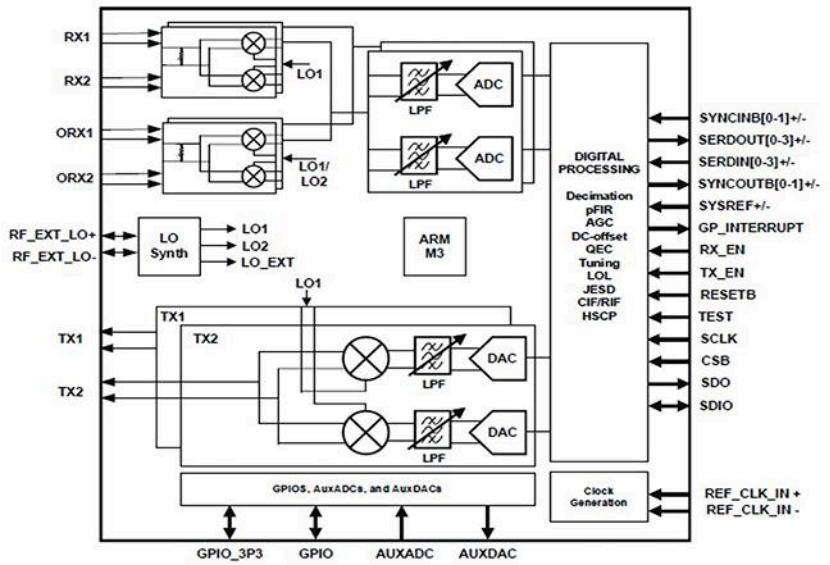 RX1
RX2
LO1
ORX1
ORX2
LO1/
LO2
LPF
ADC
LPF
ADC
DIGITAL
PROCESSING
Decimation
pFIR
AGC
DC-offset
QEC
Tuning
LOL
JESD
CIF/RIF
HSCP
SYNCINB[0-1]+/-
SERDOUT[0-3]+/-
SERDIN[0-3]+/-
SYNCOUTB[0-1]+/-
SYSREF+/-
GP_INTERRUPT
RX_EN
TX_EN
RESETB
TEST
SCLK
CSB
SDO
SDIO
RF_EXT_LO+
RF_EXT_LO-
LO
Synth
LO1
LO2
LO_EXT
ARM
M3
LO1
TX1
TX2
TX1
TX2
LPF
DAC
LPF
DAC
GPIOS, AuxADCs, and AuxDACs
Clock
Generation
REF_CLK_IN +
REF_CLK_IN -
GPIO_3P3
GPIO
AUXADC
AUXDAC